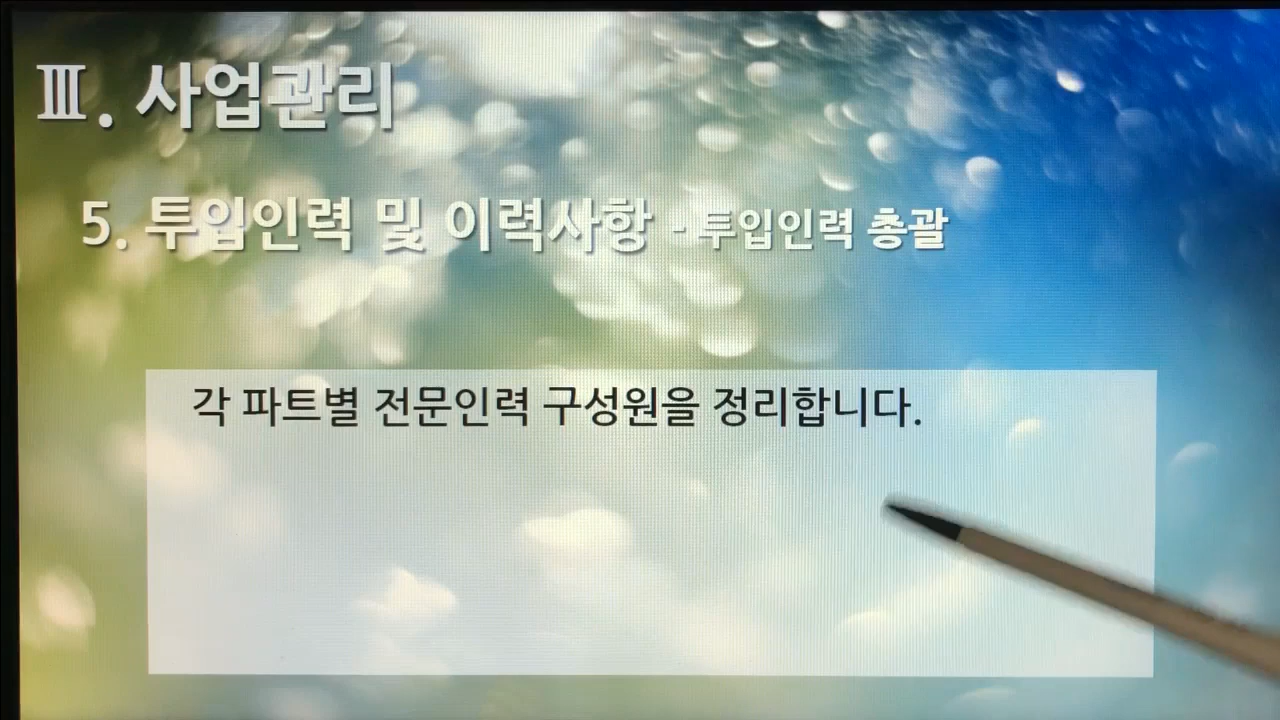 Ⅲ. 사업관리
5. 투입인력 및 이력사항 - 투입인력 총괄
각 파트별 전문인력 구성원을 정리합니다.